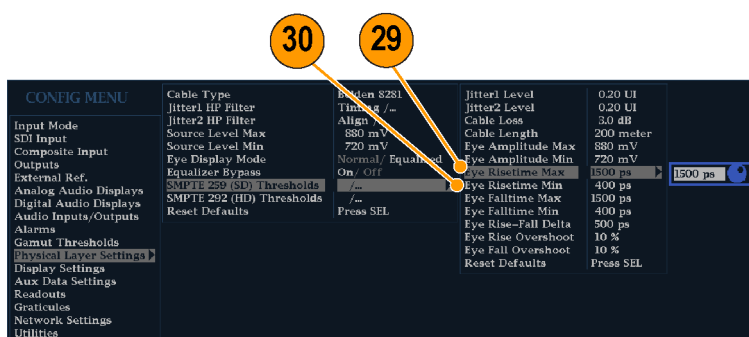 30
29
CONFIG MENU
Input Mode
SDI Input
Composite Input
Outputs
External Ref.
Analog Audio Displays
Digital Audio Displays
Audio Inputs/Outputs
Alarms
Gamut Thresholds
Physical Layer Settings
Display Settings
Aux Data Settings
Readouts
Graticules
Network Settings
Utilities
Cable Type Belden 8281
Jitter1 HP Filter Timing /...
Jitter2 HP Filter Align /...
Source Level Max 880 mV
Source Level Min 720 mV
Eye Display Mode Normal/ Equalized
Equalizer Bypass On/ Off
SMPTE 259 (SD) Thresholds /...
SMPTE 292 (HD) Thresholds /...
Reset Defaults Press SEL
Jitter1 Level 0.20 UI
Jitter2 Level 0.20 UI
Cable Loss 3.0 dB
Cable Length 200 meter
Eye Amplitude Max 880 mV
Eye Amplitude Min 720 mV
Eye Risetime Max 1500 ps
Eye Risetime Min 400 ps
Eye Falltime Max 1500 ps
Eye Falltime Min 400 ps
Eye Rise-Fall Delta 500 ps
Eye Rise Overshoot 10 %
Eye Fall Overshoot 10 %
Reset Defaults Press SEL
1500 ps